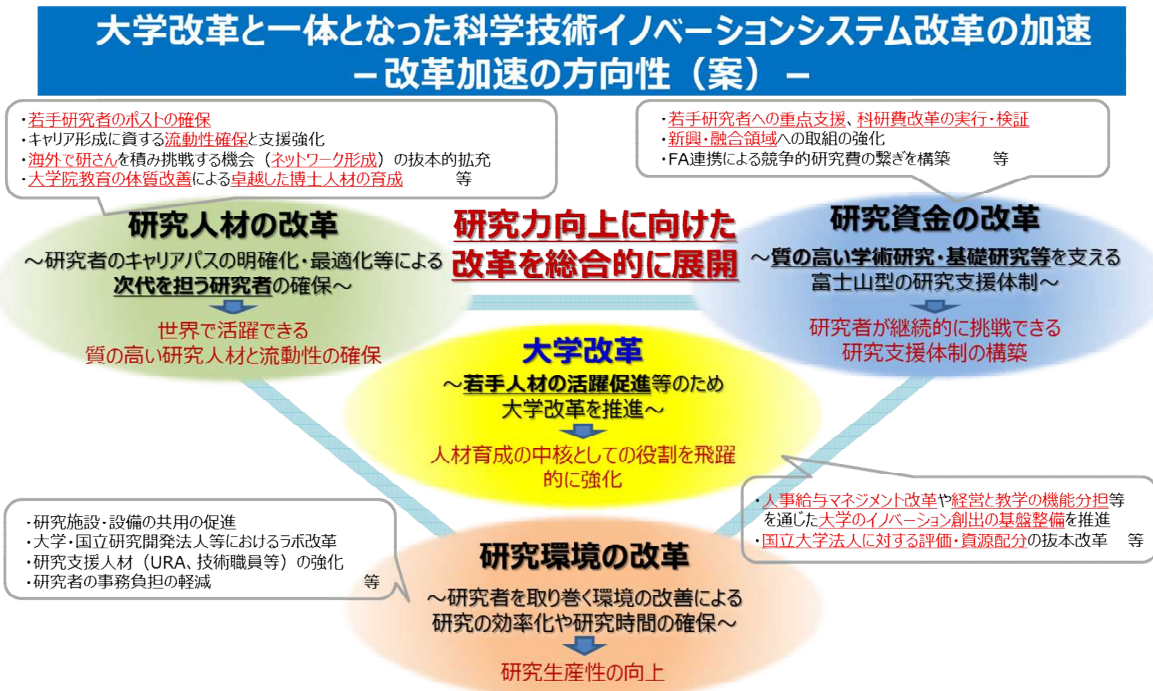 大学改革と一体となった科学技術イノベーションシステム改革の加速
－改革加速の方向性（案）－
・若手研究者のポストの確保
・キャリア形成に資する流動性確保と支援強化
・海外で研さんを積み挑戦する機会（ネットワーク形成）の抜本的拡充
・大学院教育の体質改善による卓越した博士人材の育成　等
・若手研究者への重点支援、科研費改革の実行・検証
・新興・融合領域への取組の強化
・FA連携による競争的研究費の繋ぎを構築　等
研究人材の改革
～研究者のキャリアパスの明確化・最適化等による
次代を担う研究者の確保～
世界で活躍できる
質の高い研究人材と流動性の確保
研究力向上に向けた
改革を総合的に展開
研究資金の改革
～質の高い学術研究・基礎研究等を支える
富士山型の研究支援体制～
研究者が継続的に挑戦できる
研究支援体制の構築
大学改革
～若手人材の活躍促進等のため
大学改革を推進～
人材育成の中核としての役割を飛躍
的に強化
・人事給与マネジメント改革や経営と教学の機能分担等
を通じた大学のイノベーション創出の基盤整備を推進
・国立大学法人に対する評価・資源配分の抜本改革　等
・研究施設・設備の共用の促進
・大学・国立研究開発法人等におけるラボ改革
・研究支援人材（URA、技術職員等）の強化
・研究者の事務負担の軽減　等
研究環境の改革
～研究者を取り巻く環境の改善による
研究の効率化や研究時間の確保～
研究生産性の向上